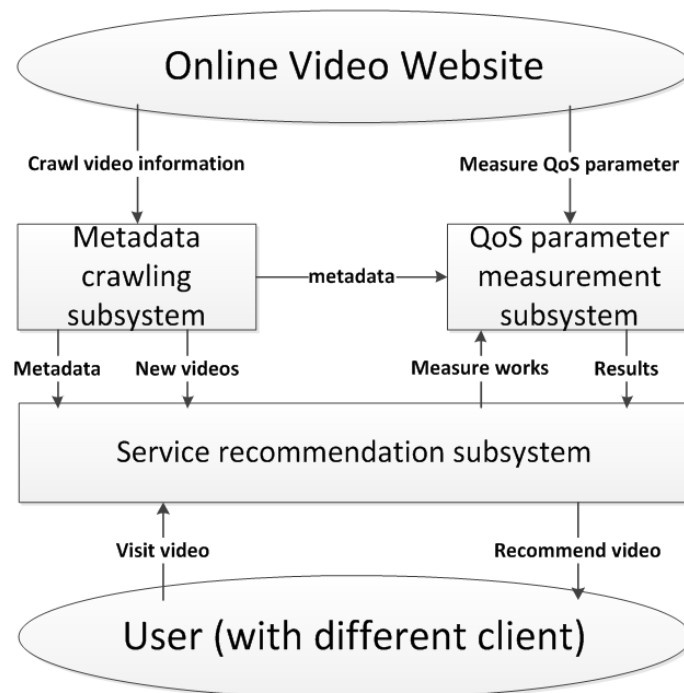 Online Video Website
Crawl video information
Measure QoS parameter
Metadada
crawling
subsystem
metadata
QoS parameter
measurement
subsystem
Metadata
New videos
Measure works
Results
Service recommendation subsystem
Visit video
Recommend video
User (with different client)